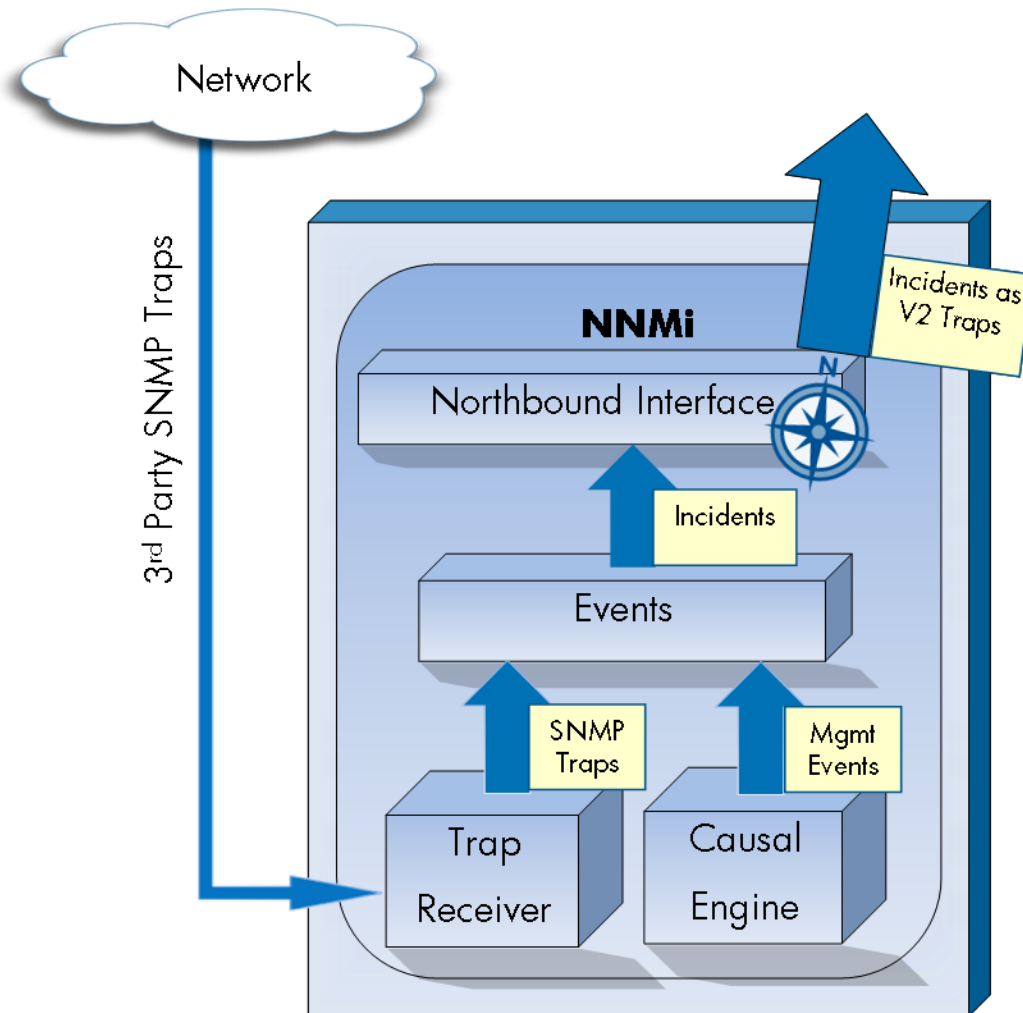 Network
3rd Party SNMP Traps
Incidents as
V2 Traps
NNMi
N
Northbound Interface
Incidents
Events
SNMP
Traps
Mgmt
Events
Trap
Receiver
Causal
Engine